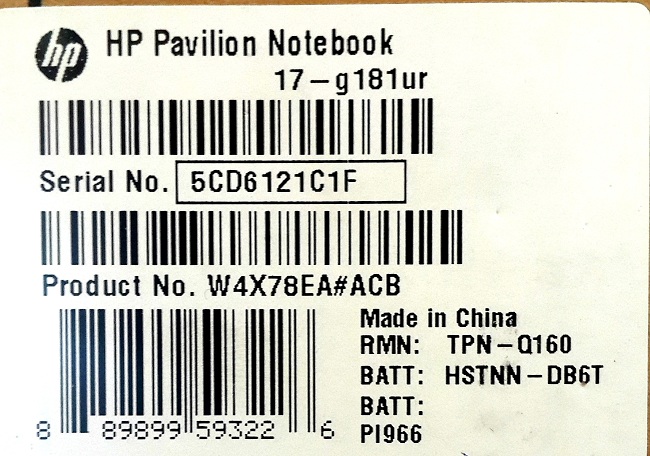 hp HP Pavilion Notebook
17-g181ur
Serial No. 5CD6121C1F
Product No. W4X78EA#ACB
Made in China
RMN: TPN-Q160
BATT: HSTNN-DB6T
BATT:
PI966
8 89899 59322 6